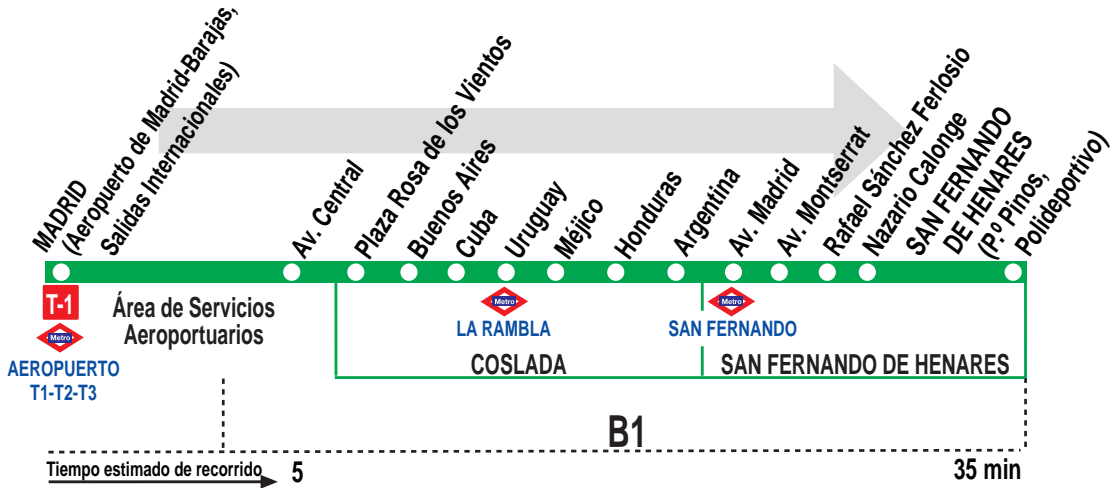 MADRID
(Aeropuerto de Madrid-Barajas,
Salidas Internacionales)
Av. Central
Plaza Rosa de los Vientos
Buenos Aires
Cuba
Uruguay
Méjico
Honduras
Argentina
Av. Madrid
Av. Montserrat
Rafael Sánchez Ferlosio
Nazario Calonge
SAN FERNANDO
DE HENARES
(P.º Pinos,
Polideportivo)
T-1
Metro
AEROPUERTO
T1-T2-T3
Área de Servicios
Aeroportuarios
Metro
LA RAMBLA
Metro
SAN FERNANDO
COSLADA
SAN FERNANDO DE HENARES
B1
Tiempo estimado de recorrido
5
35 min